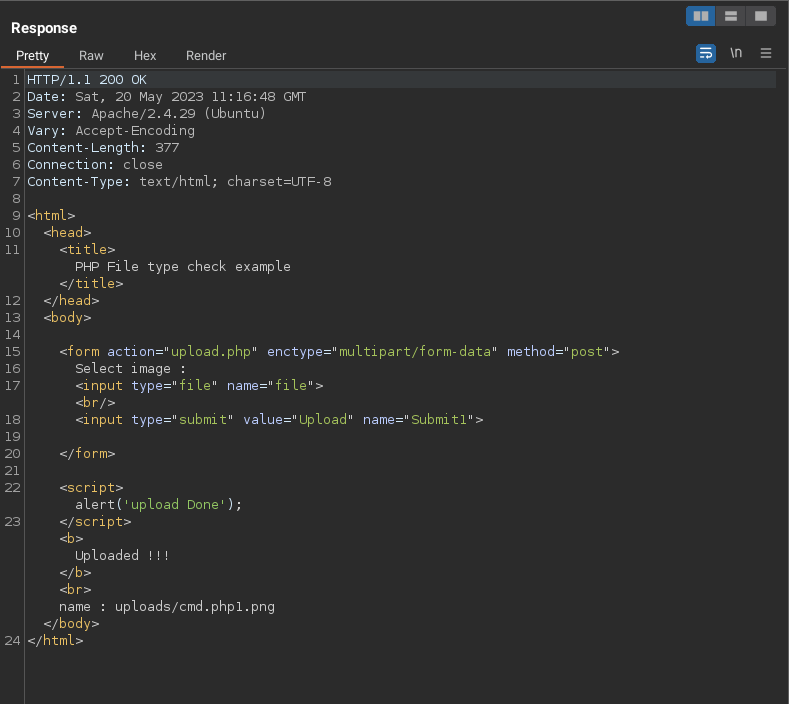 Response
Pretty Raw Hex Render \n
1 HTTP/1.1 200 OK
2 Date: Sat, 20 May 2023 11:16:48 GMT
3 Server: Apache/2.4.29 (Ubuntu)
4 Vary: Accept-Encoding
5 Content-Length: 377
6 Connection: close
7 Content-Type: text/html; charset=UTF-8
8
9 <html>
10 <head>
11 <title>
PHP File type check example
</title>
12 </head>
13 <body>
14
15 <form action="upload.php" enctype="multipart/form-data" method="post">
16 Select image :
17 <input type="file" name="file">
<br/>
18 <input type="submit" value="Upload" name="Submit1">
19
20 </form>
21
22 <script>
alert('upload Done');
23 </script>
<b>
Uploaded !!!
</b>
<br>
name : uploads/cmd.php1.png
</body>
24 </html>